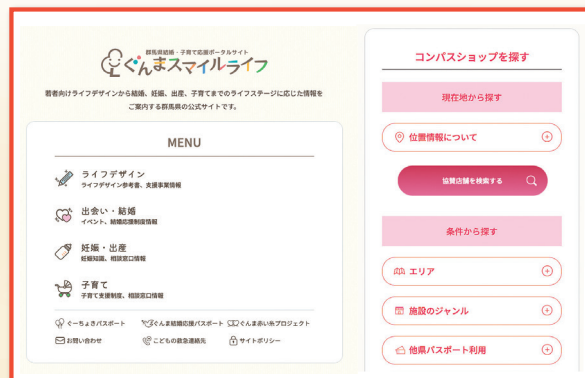 群馬県結婚・子育て応援ポータルサイト
ぐんまスマイルライフ
若者向けライフデザインから結婚、妊娠、出産、子育てまでのライフステージに応じた情報を
ご案内する群馬県の公式サイトです。
MENU
ライフデザイン
ライフデザイン参考書、支援事業情報
出会い・結婚
イベント、結婚応援制度情報
妊娠・出産
妊娠知識、相談窓口情報
子育て
子育て支援制度、相談窓口情報
ぐーちょきパスポート
ぐんま結婚応援パスポート
ぐんま赤い糸プロジェクト
お問い合わせ
こどもの救急連絡先
サイトポリシー
コンパスショップを探す
現在地から探す
位置情報について
協賛店舗を検索する
条件から探す
エリア
施設のジャンル
他県パスポート利用